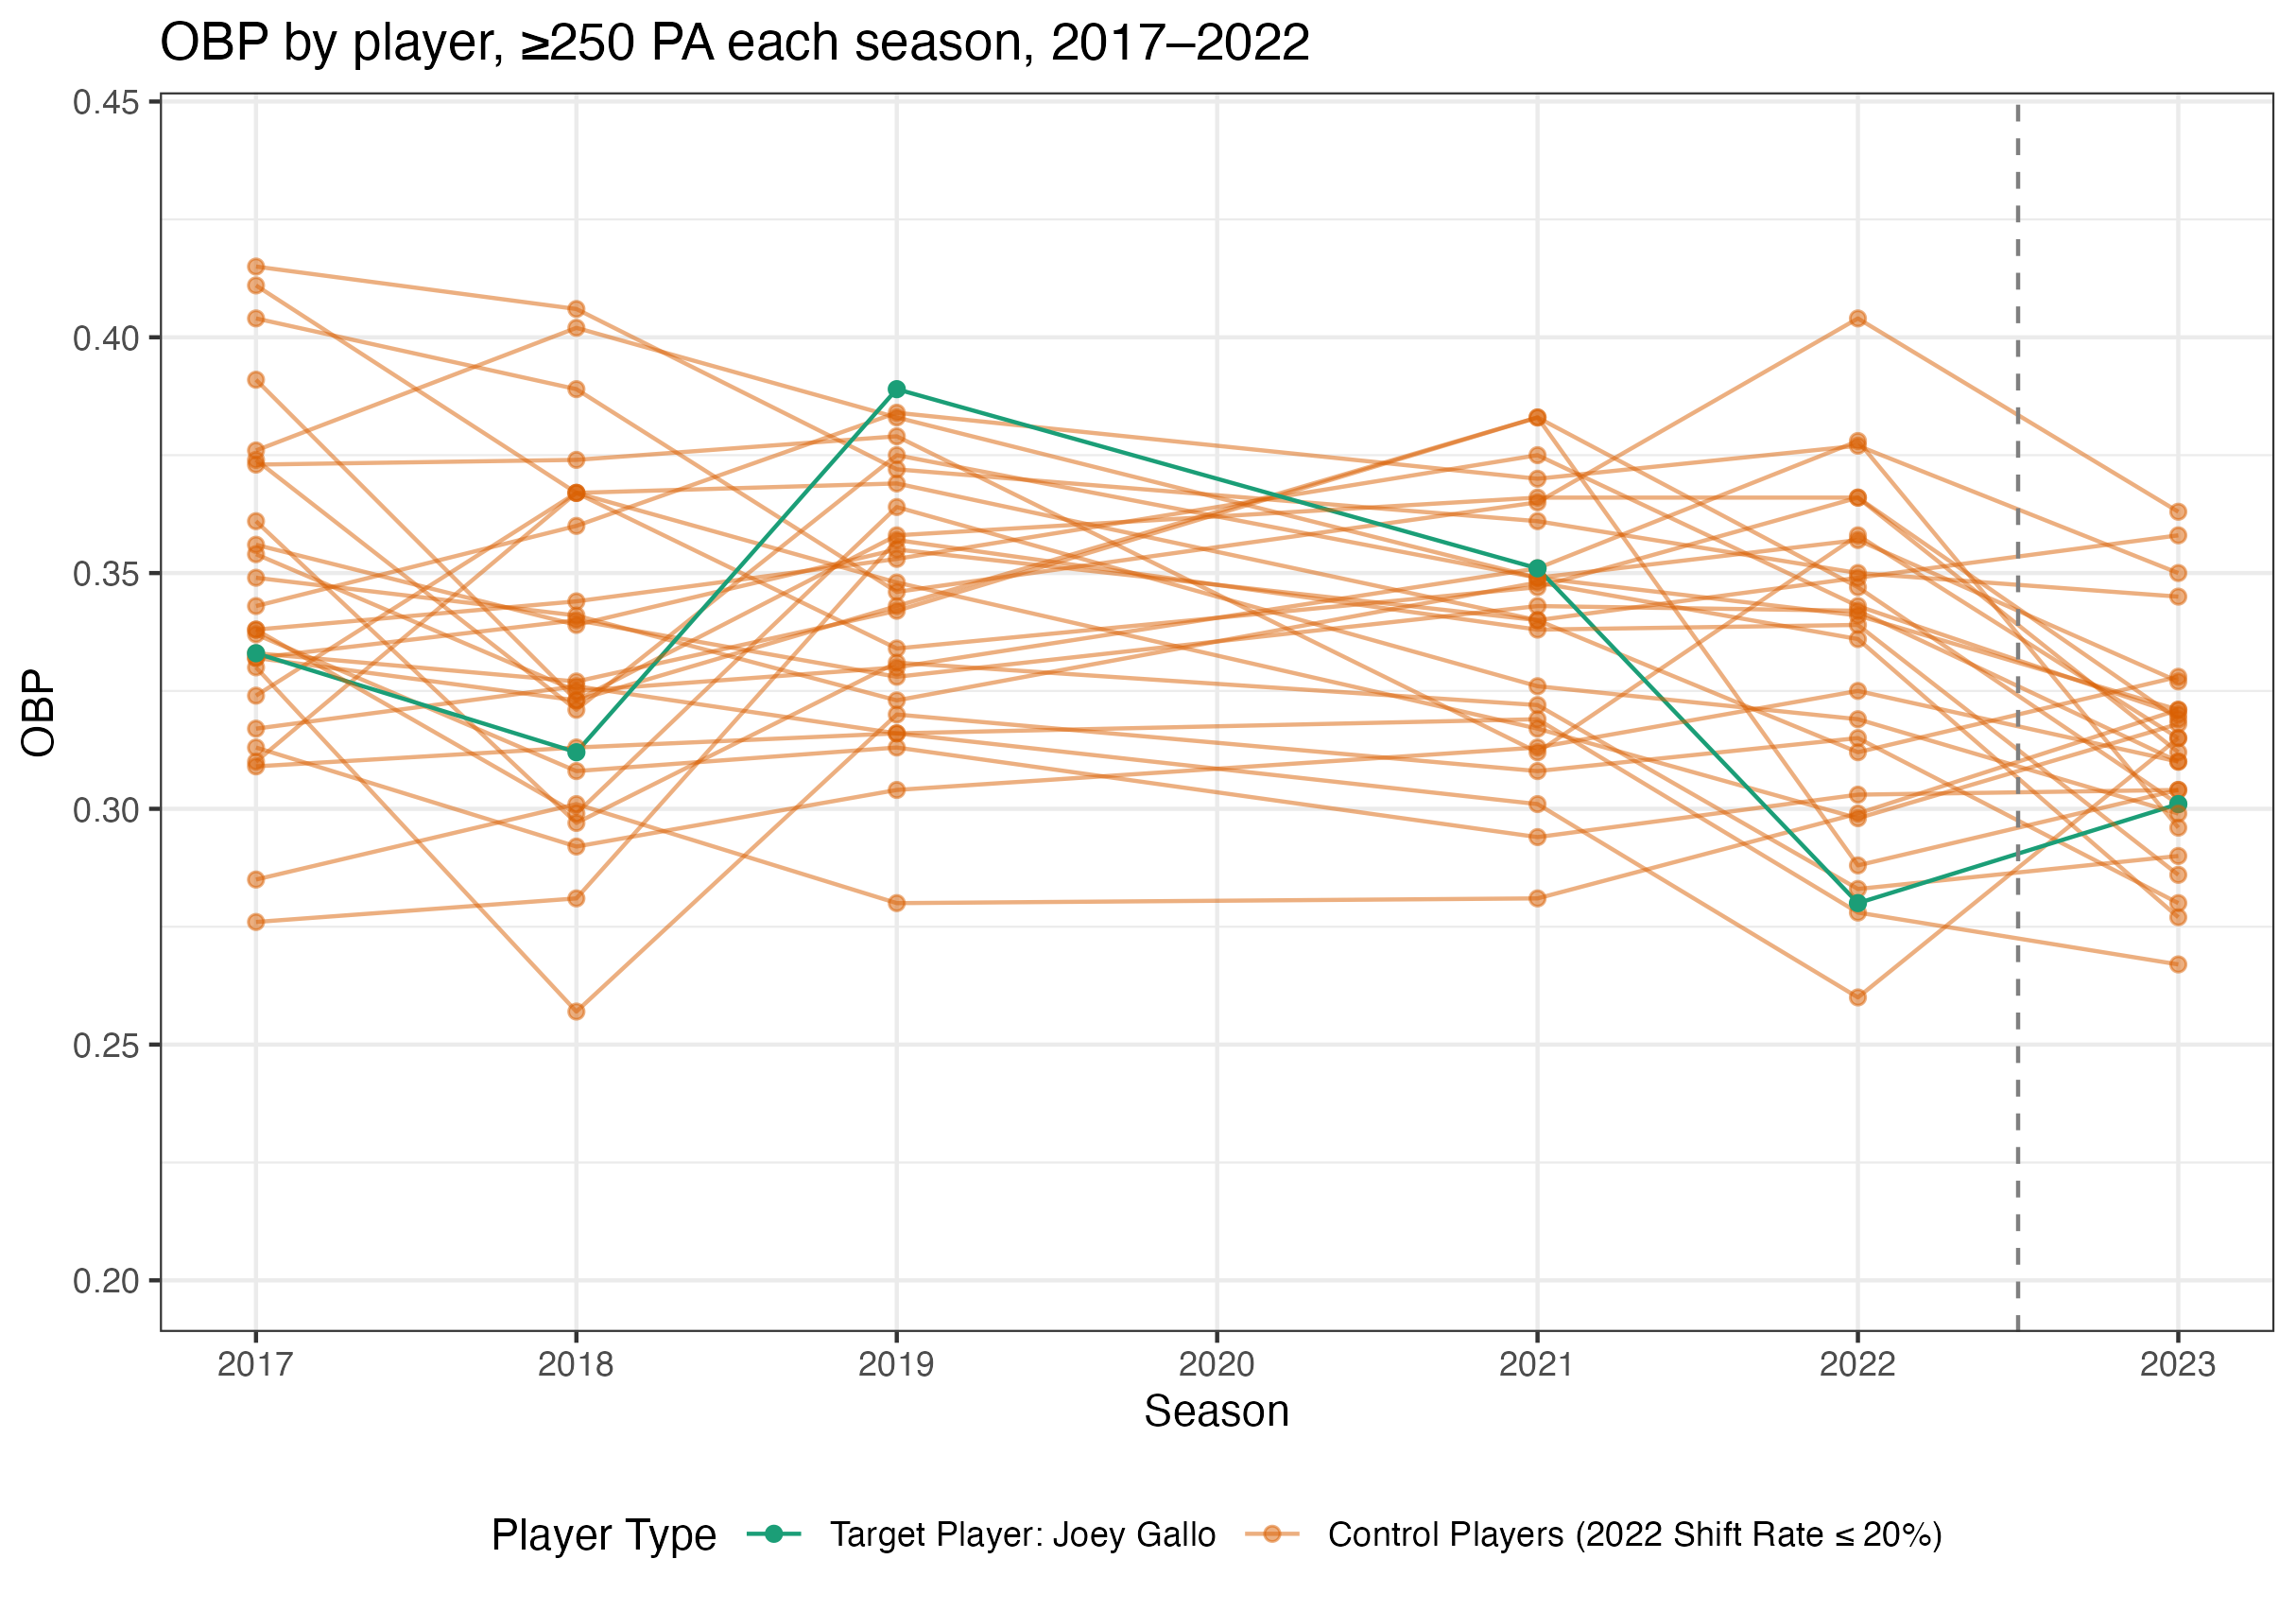 OBP by player, ≥250 PA each season, 2017–2022
0.45
0.40
0.35
0.30
0.25
0.20
OBP
2017 2018 2019 2020 2021 2022 2023
Season
Player Type Target Player: Joey Gallo Control Players (2022 Shift Rate ≤ 20%)